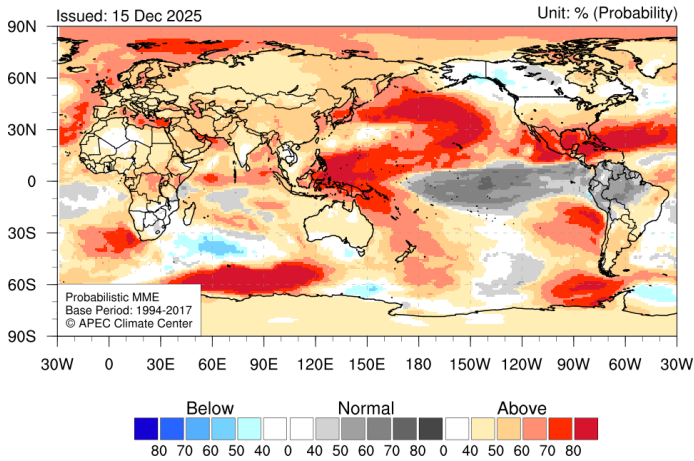 Issued: 15 Dec 2025
Unit: % (Probability)
90N
60N
30N
0
30S
60S
90S
Probabilistic MME
Base Period: 1994-2017
© APEC Climate Center
30W 0 30E 60E 90E 120E 150E 180 150W 120W 90W 60W 30W
Below Normal Above
80 70 60 50 40 0 40 50 60 70 80 0 40 50 60 70 80